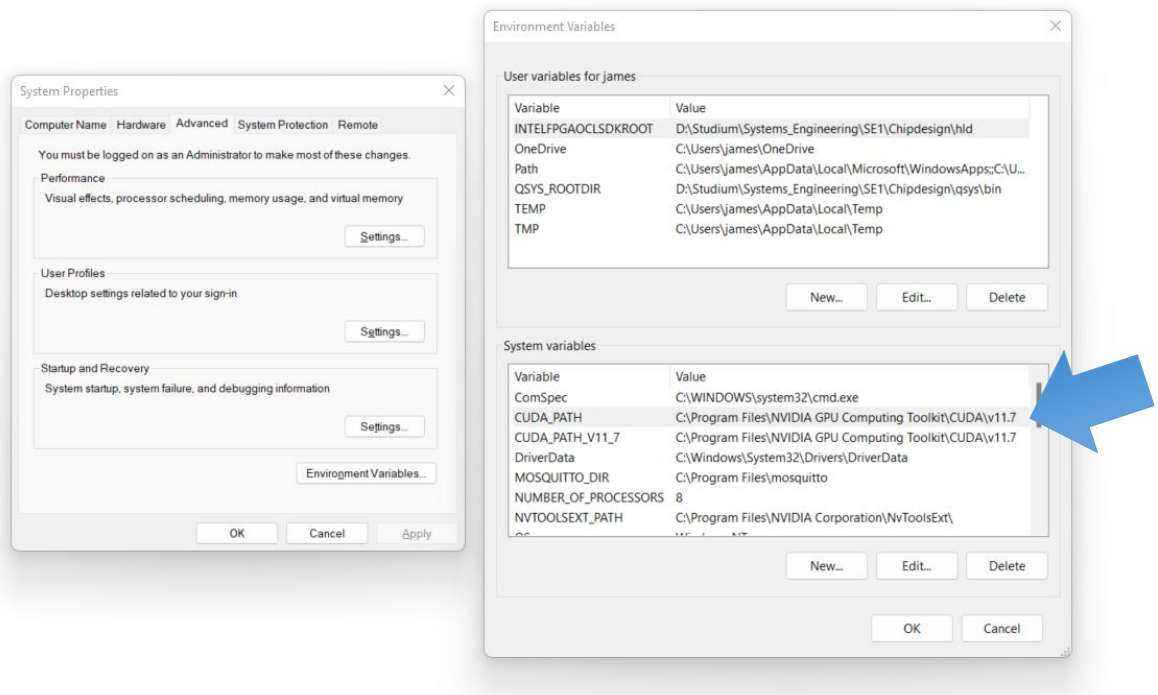 System Properties
Computer Name Hardware Advanced System Protection Remote
You must be logged on as an Administrator to make most of these changes.
Performance
Visual effects, processor scheduling, memory usage, and virtual memory
Settings...
User Profiles
Desktop settings related to your sign-in
Settings...
Startup and Recovery
System startup, system failure, and debugging information
Settings...
Environment Variables...
OK Cancel Apply
Environment Variables
User variables for james
Variable Value
INTELFPGAOCLSDKROOT D:\Studium\Systems_Engineering\SE1\Chipdesign\hld
OneDrive C:\Users\james\OneDrive
Path C:\Users\james\AppData\Local\Microsoft\WindowsApps;;C:\U...
QSYS_ROOTDIR D:\Studium\Systems_Engineering\SE1\Chipdesign\qsys\bin
TEMP C:\Users\james\AppData\Local\Temp
TMP C:\Users\james\AppData\Local\Temp
New... Edit... Delete
System variables
Variable Value
ComSpec C:\WINDOWS\system32\cmd.exe
CUDA_PATH C:\Program Files\NVIDIA GPU Computing Toolkit\CUDA\v11.7
CUDA_PATH_V11_7 C:\Program Files\NVIDIA GPU Computing Toolkit\CUDA\v11.7
DriverData C:\Windows\System32\Drivers\DriverData
MOSQUITTO_DIR C:\Program Files\mosquitto
NUMBER_OF_PROCESSORS 8
NVTOOLSEXT_PATH C:\Program Files\NVIDIA Corporation\NvToolsExt\
New... Edit... Delete
OK Cancel